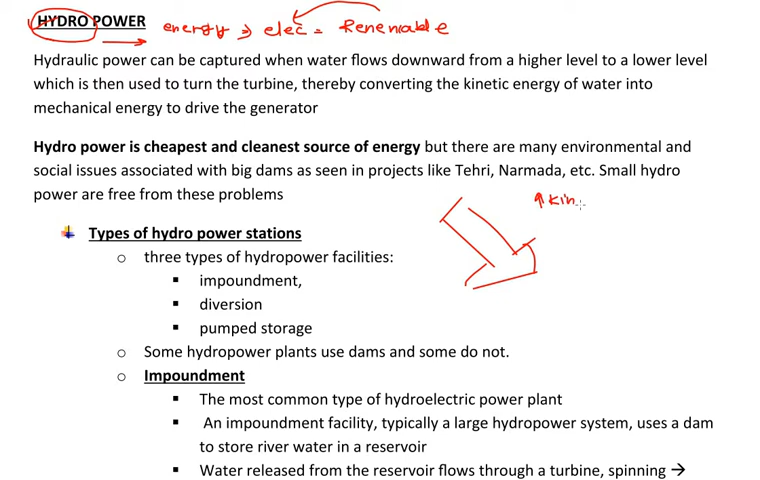 HYDRO POWER energy ⇒ elec = Renewable
Hydraulic power can be captured when water flows downward from a higher level to a lower level
which is then used to turn the turbine, thereby converting the kinetic energy of water into
mechanical energy to drive the generator
Hydro power is cheapest and cleanest source of energy but there are many environmental and
social issues associated with big dams as seen in projects like Tehri, Narmada, etc. Small hydro
power are free from these problems
↑ Kin
Types of hydro power stations
o three types of hydropower facilities:
▪ impoundment,
▪ diversion
▪ pumped storage
o Some hydropower plants use dams and some do not.
o Impoundment
▪ The most common type of hydroelectric power plant
▪ An impoundment facility, typically a large hydropower system, uses a dam
to store river water in a reservoir
▪ Water released from the reservoir flows through a turbine, spinning →